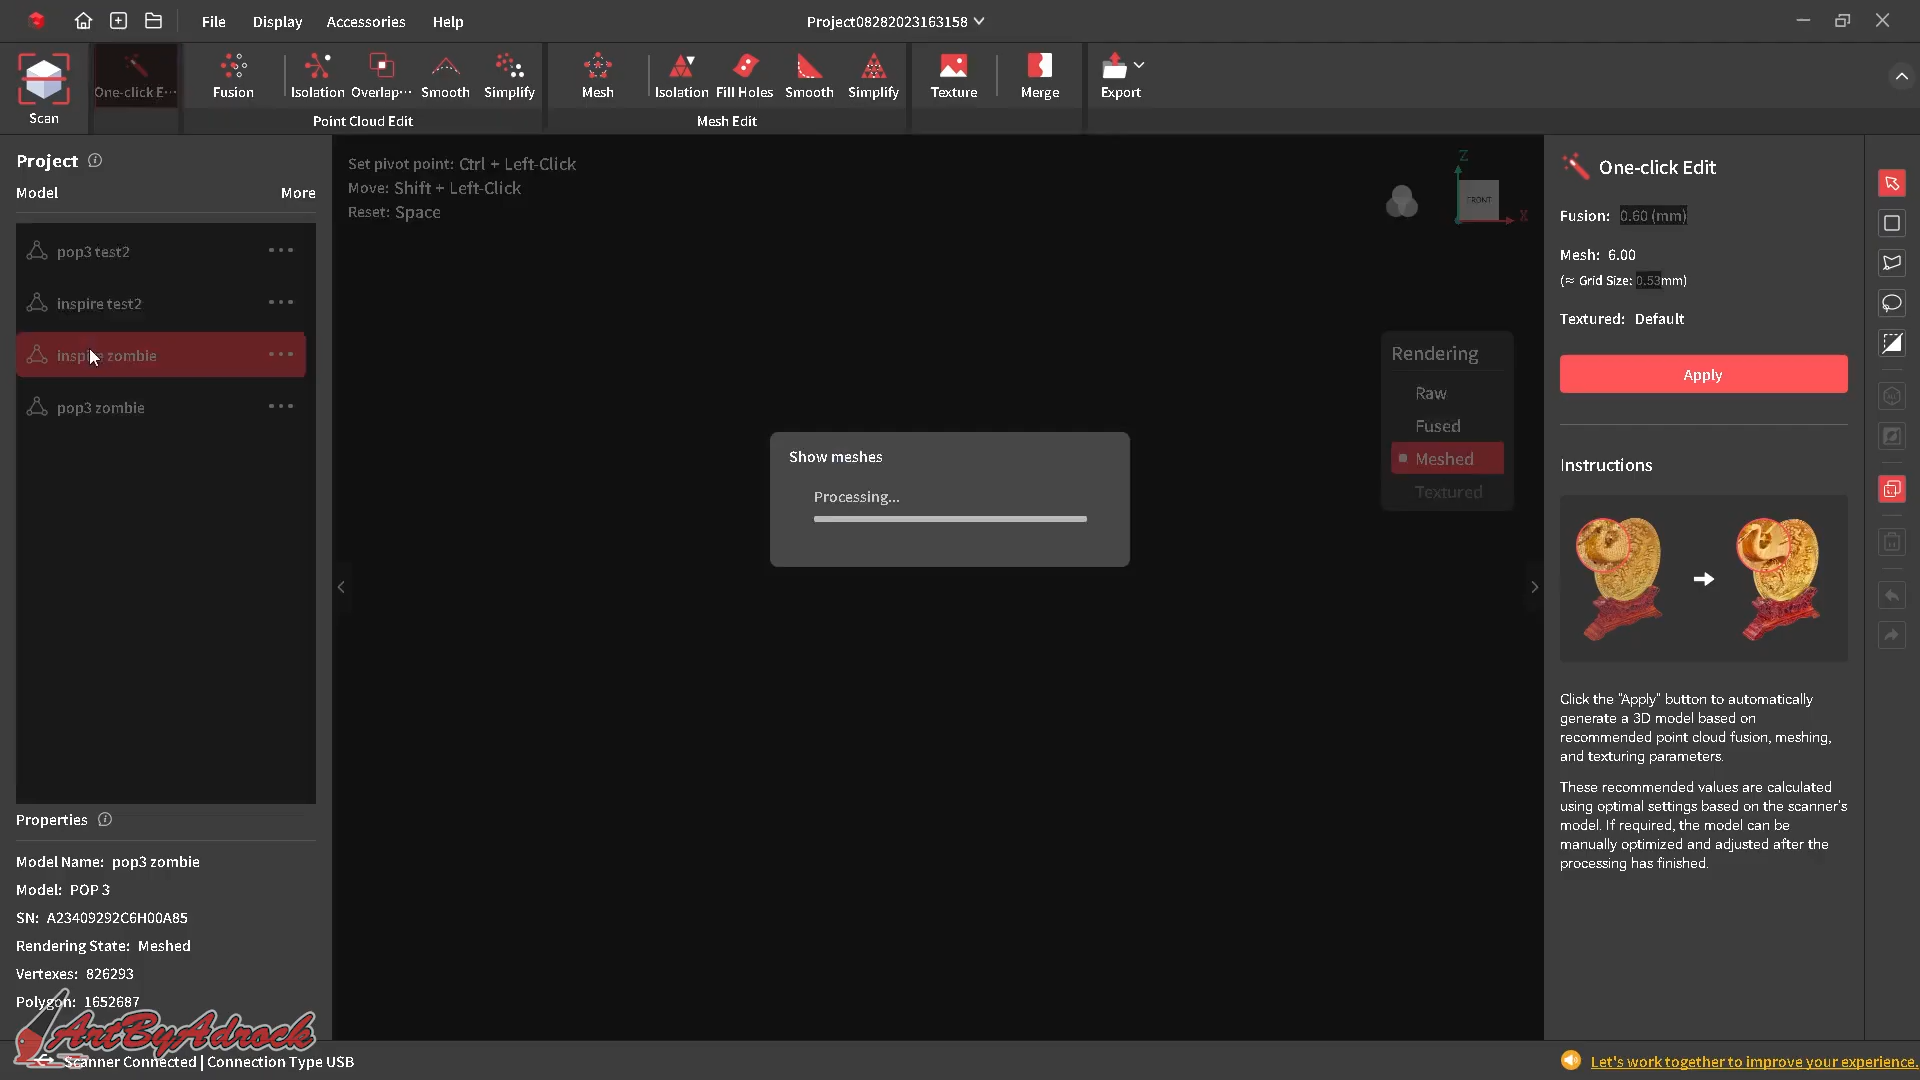 File Display Accessories Help
Project08282023163158
Scan
One-click E...
Fusion
Isolation
Overlap...
Smooth
Simplify
Point Cloud Edit
Mesh
Isolation
Fill Holes
Smooth
Simplify
Mesh Edit
Texture
Merge
Export
Project
Model More
pop3 test2
inspire test2
inspire zombie
pop3 zombie
Properties
Model Name: pop3 zombie
Model: POP 3
SN: A23409292C6H00A85
Rendering State: Meshed
Vertexes: 826293
Polygon: 1652687
ArtByAdrock
Scanner Connected | Connection Type USB
Set pivot point: Ctrl + Left-Click
Move: Shift + Left-Click
Reset: Space
Z
FRONT
X
Rendering
Raw
Fused
Meshed
Textured
Show meshes
Processing...
One-click Edit
Fusion: 0.60 (mm)
Mesh: 6.00
(≈ Grid Size: 0.53mm)
Textured: Default
Apply
Instructions
Click the "Apply" button to automatically
generate a 3D model based on
recommended point cloud fusion, meshing,
and texturing parameters.
These recommended values are calculated
using optimal settings based on the scanner's
model. If required, the model can be
manually optimized and adjusted after the
processing has finished.
Let's work together to improve your experience.